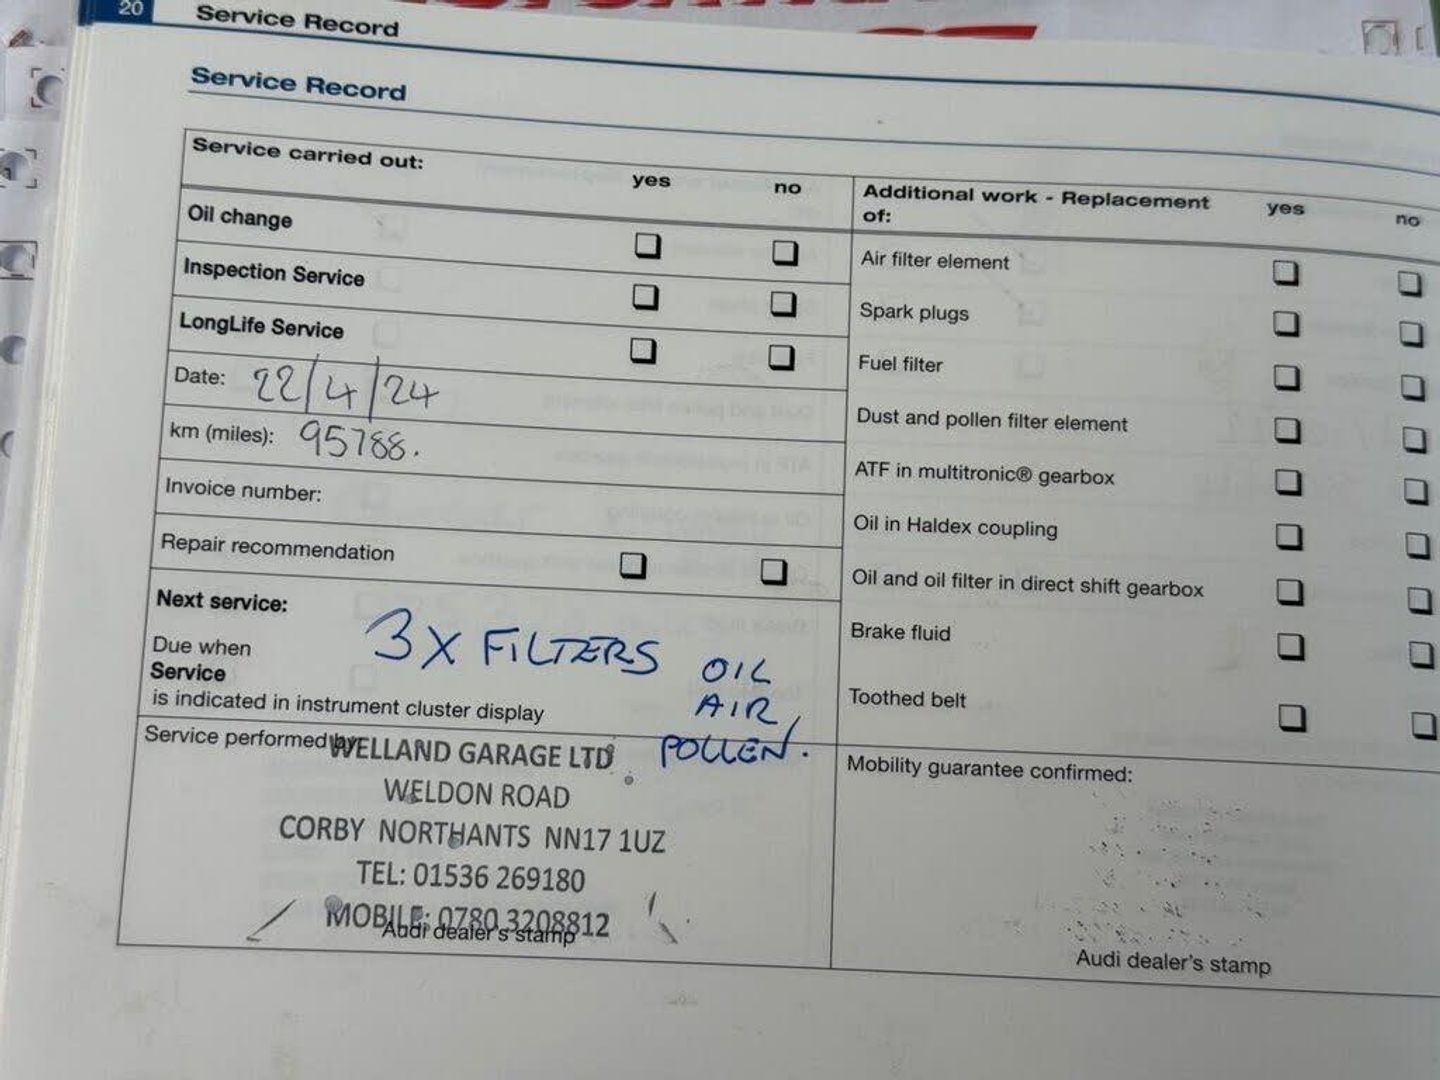 20 Service Record
Service Record
Service carried out: yes no
Oil change
Inspection Service
LongLife Service
Date: 22/4/24
km (miles): 95788.
Invoice number:
Repair recommendation
Next service:
Due when
Service
is indicated in instrument cluster display
3 X FILTERS OIL
AIR,
POLLEN.
Service performed by
WELLAND GARAGE LTD
WELDON ROAD
CORBY NORTHANTS NN17 1UZ
TEL: 01536 269180
MOBILE: 0780 3208812
Audi dealer's stamp
Additional work - Replacement of: yes no
Air filter element
Spark plugs
Fuel filter
Dust and pollen filter element
ATF in multitronic® gearbox
Oil in Haldex coupling
Oil and oil filter in direct shift gearbox
Brake fluid
Toothed belt
Mobility guarantee confirmed:
Audi dealer's stamp